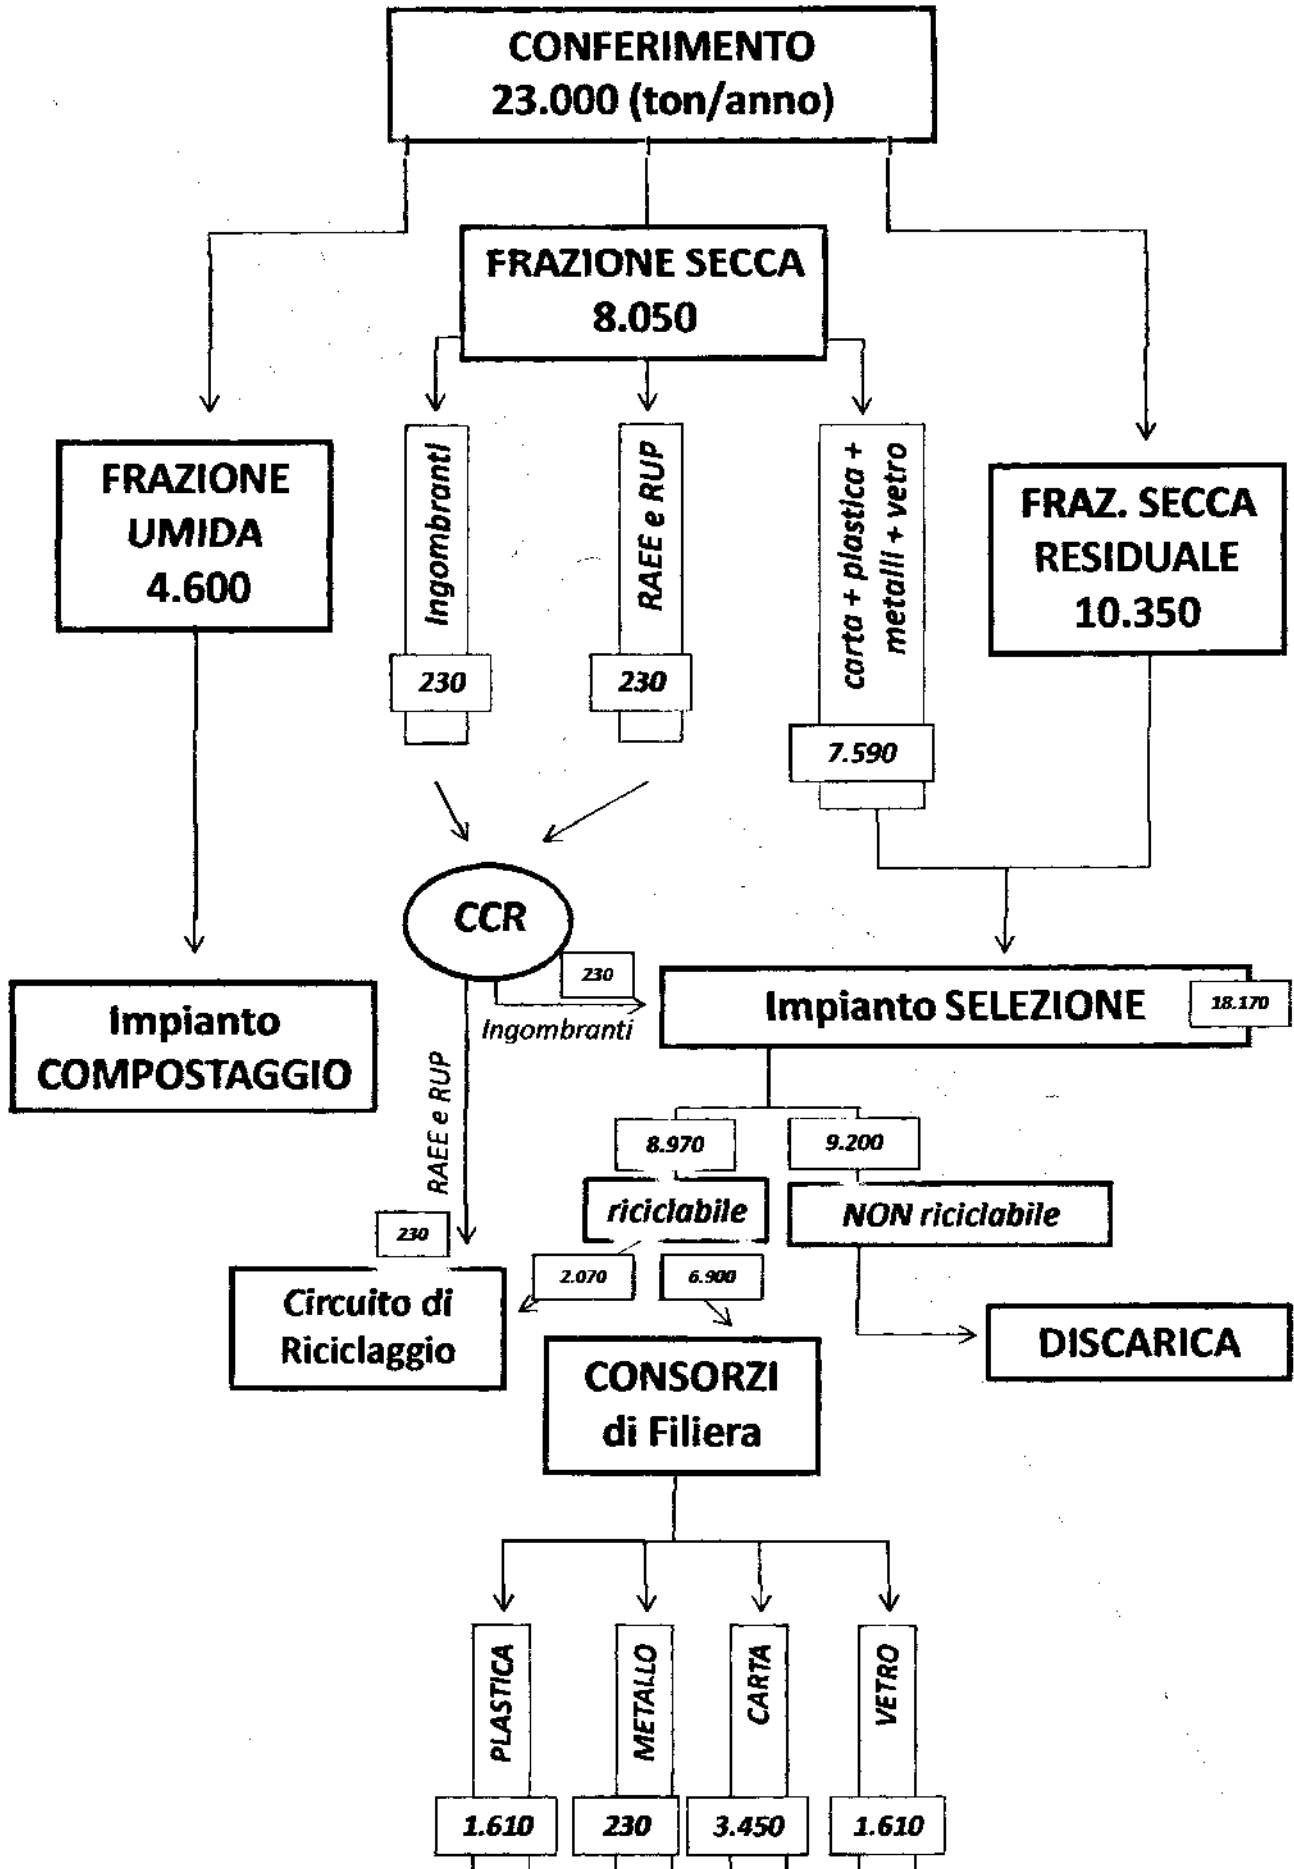 CONFERIMENTO
23.000 (ton/anno)
FRAZIONE SECCA
8.050
FRAZIONE
UMIDA
4.600
Ingombranti
230
RAEE e RUP
230
carta + plastica +
metalli + vetro
7.590
FRAZ. SECCA
RESIDUALE
10.350
CCR
230
Ingombranti
RAEE e RUP
230
Impianto SELEZIONE
18.170
Impianto
COMPOSTAGGIO
8.970
9.200
riciclabile
NON riciclabile
2.070
6.900
Circuito di
Riciclaggio
CONSORZI
di Filiera
DISCARICA
PLASTICA
METALLO
CARTA
VETRO
1.610
230
3.450
1.610